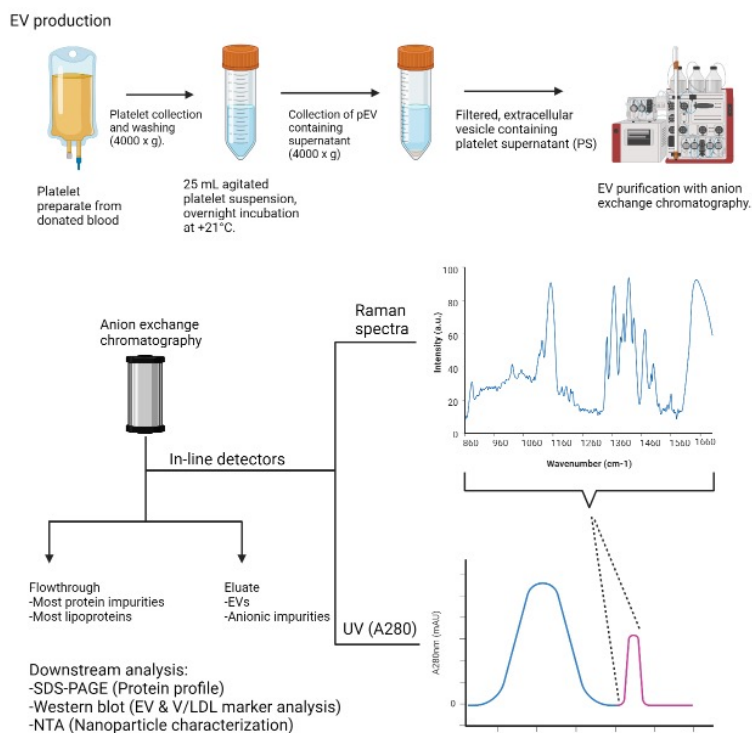 EV production
Platelet collection
and washing
(4000 x g).
Collection of pEV
containing
supernatant
(4000 x g)
Filtered, extracellular
vesicle containing
platelet supernatant (PS)
Platelet
preparate from
donated blood
25 mL agitated
platelet suspension,
overnight incubation
at +21°C.
EV purification with anion
exchange chromatography.
Anion exchange
chromatography
Raman
spectra
Intensity (a.u.)
100
80
60
40
20
0
860 960 1060 1160 1260 1360 1460 1560 1660
Wavenumber (cm-1)
In-line detectors
Flowthrough
-Most protein impurities
-Most lipoproteins
Eluate
-EVs
-Anionic impurities
UV (A280)
A280nm (mAU)
0
Downstream analysis:
-SDS-PAGE (Protein profile)
-Western blot (EV & V/LDL marker analysis)
-NTA (Nanoparticle characterization)